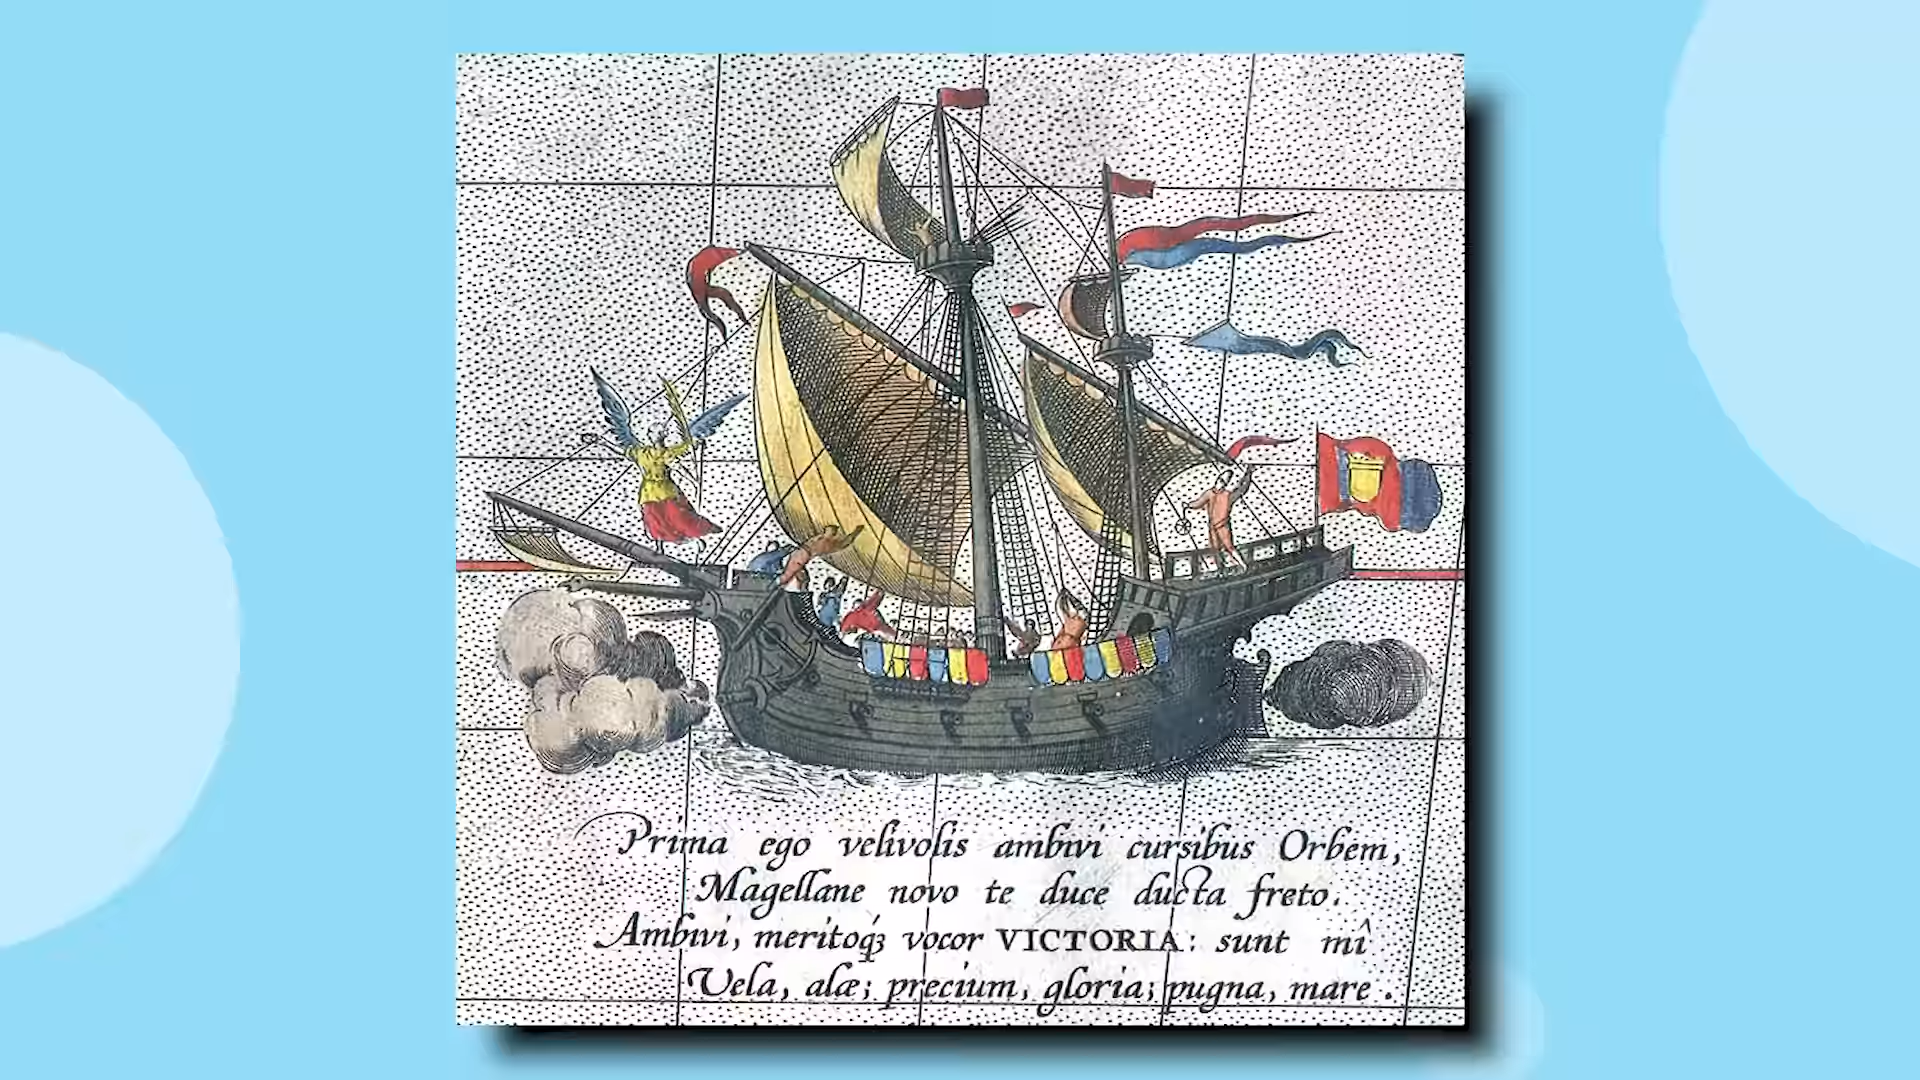 Prima ego velivolis ambivi cursibus Orbem,
Magellane novo te duce ducta freto.
Ambivi, meritoqꝫ vocor VICTORIA: sunt mî
Vela, alæ; precium, gloria; pugna, mare.